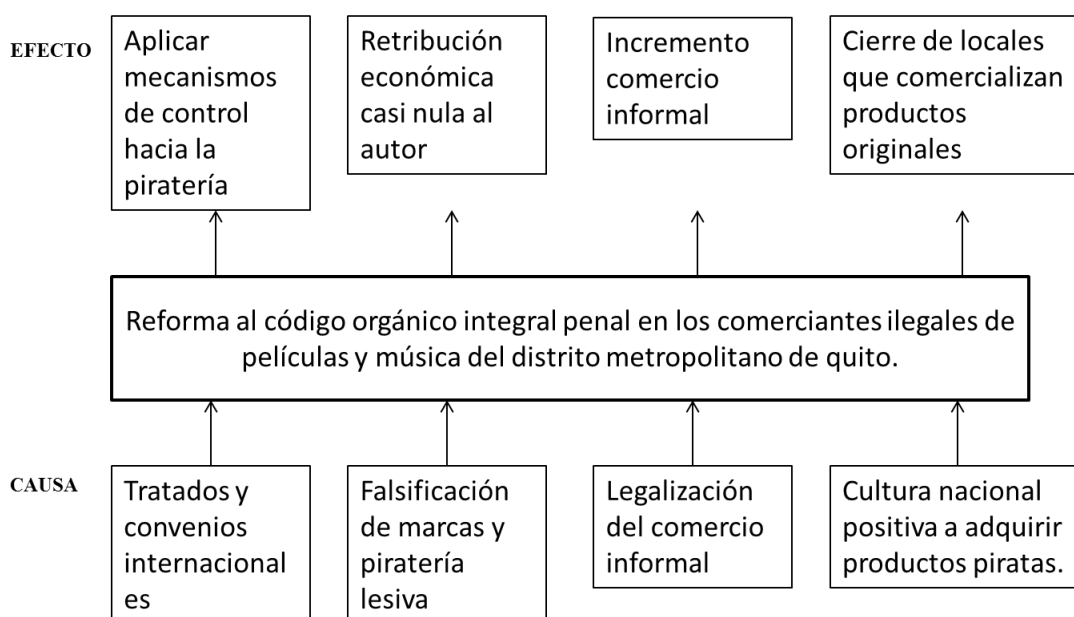 EFECTO
Aplicar
mecanismos
de control
hacia la
piratería
Retribución
económica
casi nula al
autor
Incremento
comercio
informal
Cierre de locales
que comercializan
productos
originales
Reforma al código orgánico integral penal en los comerciantes ilegales de
películas y música del distrito metropolitano de quito.
CAUSA
Tratados y
convenios
internacional
es
Falsificación
de marcas y
piratería
lesiva
Legalización
del comercio
informal
Cultura nacional
positiva a adquirir
productos piratas.